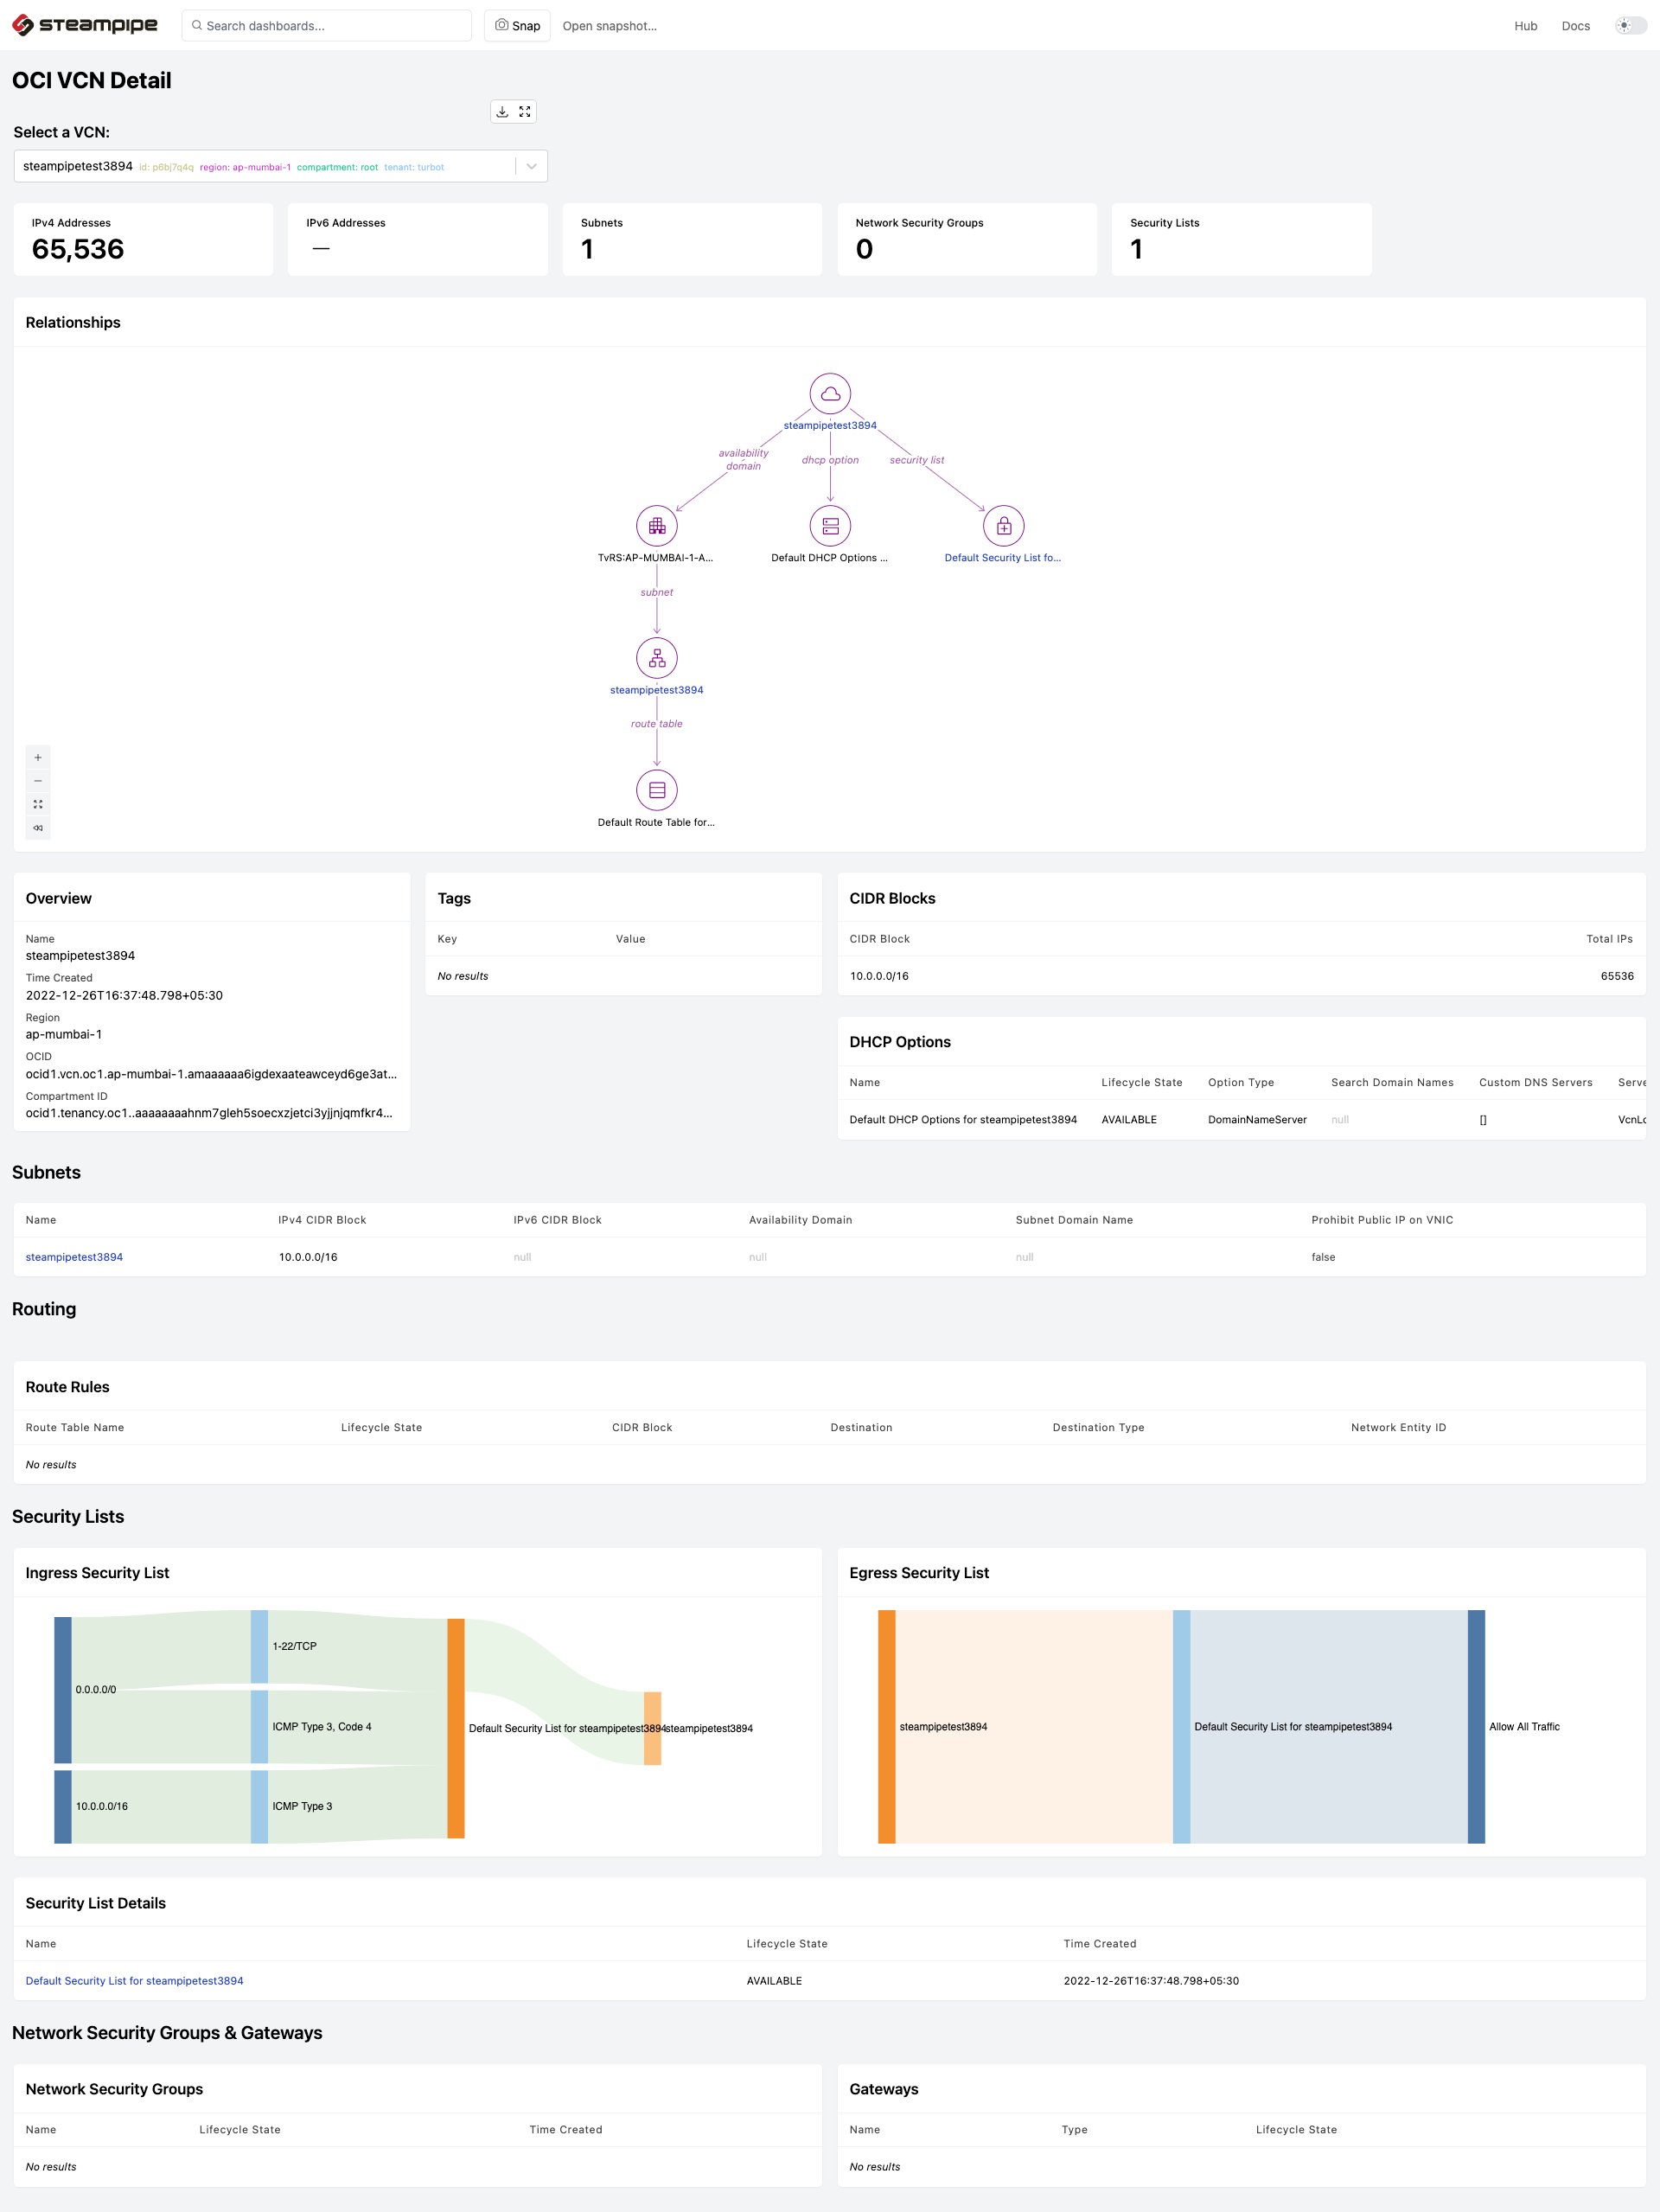 steampipe
Search dashboards...
Snap
Open snapshot...
Hub
Docs
OCI VCN Detail
Select a VCN:
steampipetest3894 id: p6bj7q4q region: ap-mumbai-1 compartment: root tenant: turbot
IPv4 Addresses
65,536
IPv6 Addresses
—
Subnets
1
Network Security Groups
0
Security Lists
1
Relationships
steampipetest3894
availability
domain
dhcp option
security list
TvRS:AP-MUMBAI-1-A...
Default DHCP Options ...
Default Security List fo...
subnet
steampipetest3894
route table
Default Route Table for...
Overview
Name
steampipetest3894
Time Created
2022-12-26T16:37:48.798+05:30
Region
ap-mumbai-1
OCID
ocid1.vcn.oc1.ap-mumbai-1.amaaaaaa6igdexaateawceyd6ge3at...
Compartment ID
ocid1.tenancy.oc1..aaaaaaaahnm7gleh5soecxzjetci3yjjnjqmfkr4...
Tags
Key Value
No results
CIDR Blocks
CIDR Block Total IPs
10.0.0.0/16 65536
DHCP Options
Name Lifecycle State Option Type Search Domain Names Custom DNS Servers Serve
Default DHCP Options for steampipetest3894 AVAILABLE DomainNameServer null [] VcnLo
Subnets
Name IPv4 CIDR Block IPv6 CIDR Block Availability Domain Subnet Domain Name Prohibit Public IP on VNIC
steampipetest3894 10.0.0.0/16 null null null false
Routing
Route Rules
Route Table Name Lifecycle State CIDR Block Destination Destination Type Network Entity ID
No results
Security Lists
Ingress Security List
0.0.0.0/0
10.0.0.0/16
1-22/TCP
ICMP Type 3, Code 4
ICMP Type 3
Default Security List for steampipetest3894
steampipetest3894
Egress Security List
steampipetest3894
Default Security List for steampipetest3894
Allow All Traffic
Security List Details
Name Lifecycle State Time Created
Default Security List for steampipetest3894 AVAILABLE 2022-12-26T16:37:48.798+05:30
Network Security Groups & Gateways
Network Security Groups
Name Lifecycle State Time Created
No results
Gateways
Name Type Lifecycle State
No results